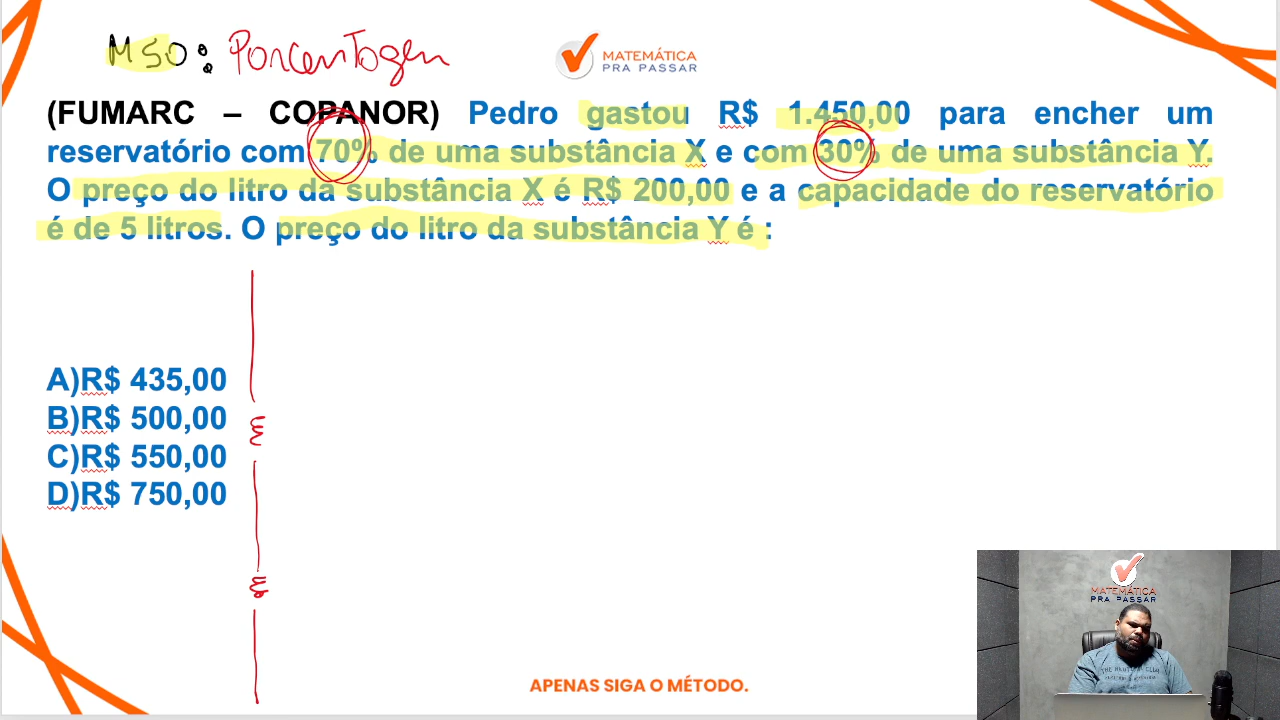 MSO: Porcentagem
MATEMÁTICA
PRA PASSAR
(FUMARC – COPANOR) Pedro gastou R$ 1.450,00 para encher um
reservatório com 70% de uma substância X e com 30% de uma substância Y.
O preço do litro da substância X é R$ 200,00 e a capacidade do reservatório
é de 5 litros. O preço do litro da substância Y é :
A)R$ 435,00
B)R$ 500,00
C)R$ 550,00
D)R$ 750,00
MATEMÁTICA
PRA PASSAR
APENAS SIGA O MÉTODO.